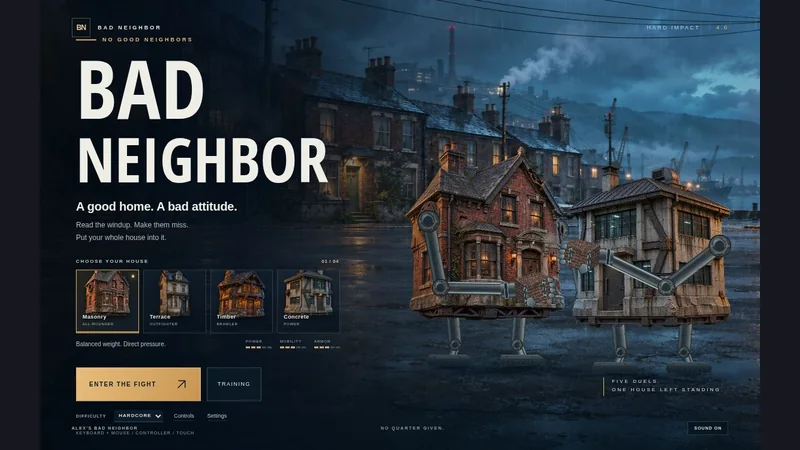 BN BAD NEIGHBOR
NO GOOD NEIGHBORS
HARD IMPACT
BAD
NEIGHBOR
A good home. A bad attitude.
Read the windup. Make them miss.
Put your whole house into it.
CHOOSE YOUR HOUSE 01 / 04
Masonry
ALL-ROUNDER
Terrace
OUTFIGHTER
Timber
BRAWLER
Concrete
POWER
Balanced weight. Direct pressure.
POWER MOBILITY ARMOR
ENTER THE FIGHT
TRAINING
FIVE DUELS.
ONE HOUSE LEFT STANDING
DIFFICULTY HARDCORE Controls Settings
ALEX'S BAD NEIGHBOR
KEYBOARD + MOUSE / CONTROLLER / TOUCH
NO QUARTER GIVEN.
SOUND ON